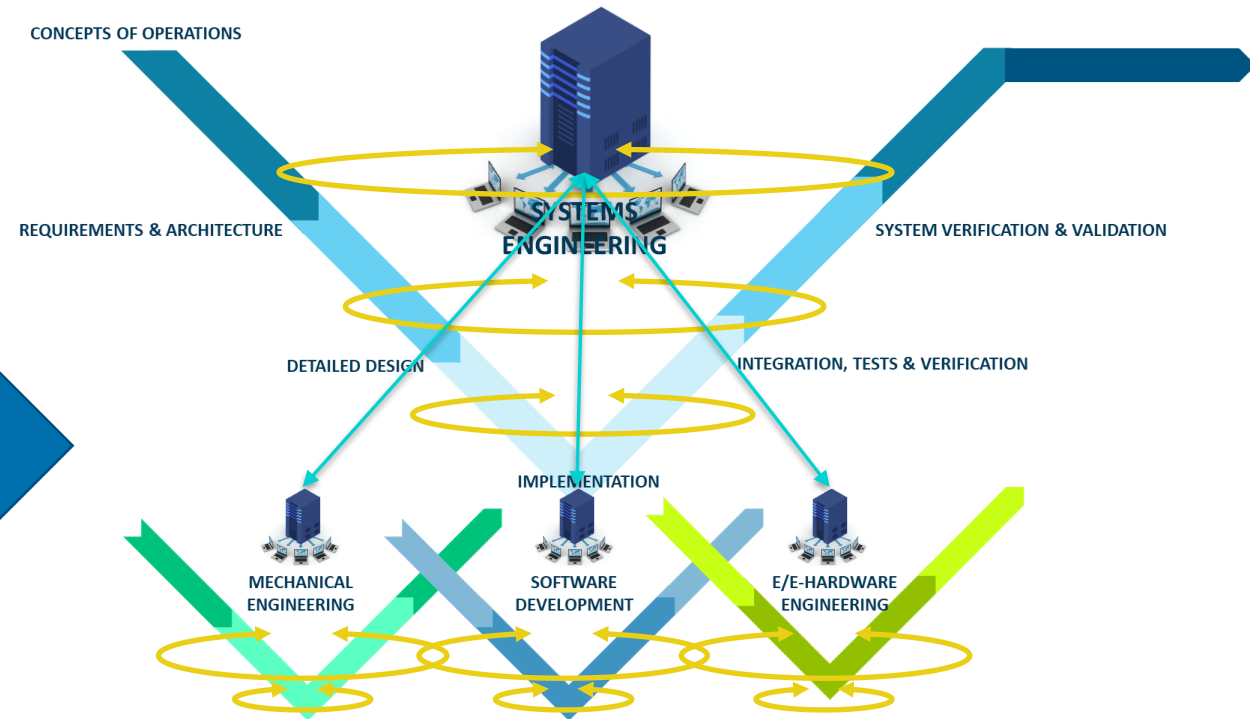 CONCEPTS OF OPERATIONS
SYSTEMS
ENGINEERING
REQUIREMENTS & ARCHITECTURE
SYSTEM VERIFICATION & VALIDATION
DETAILED DESIGN
INTEGRATION, TESTS & VERIFICATION
IMPLEMENTATION
MECHANICAL
ENGINEERING
SOFTWARE
DEVELOPMENT
E/E-HARDWARE
ENGINEERING